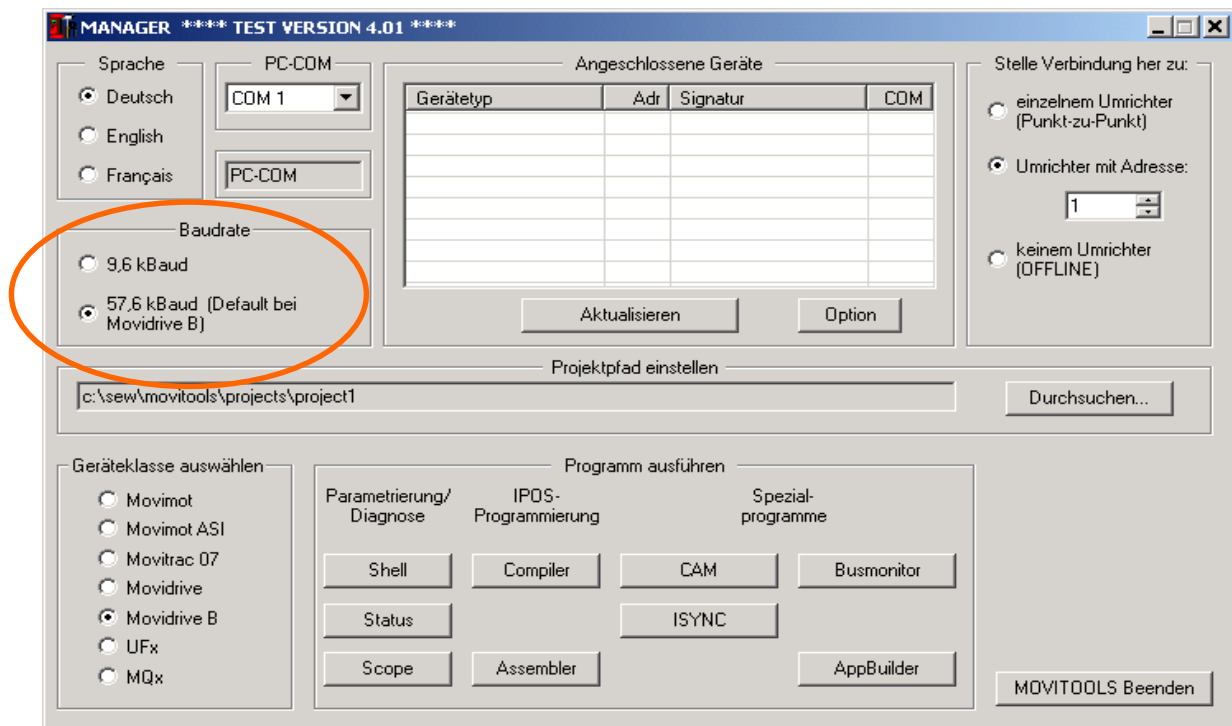 MANAGER **** TEST VERSION 4.01 ****
Sprache
Deutsch
English
Français
PC-COM
COM 1
PC-COM
Baudrate
9,6 kBaud
57,6 kBaud (Default bei
Movidrive B)
Angeschlossene Geräte
Gerätetyp Adr Signatur COM
Aktualisieren Option
Stelle Verbindung her zu:
einzelnem Umrichter
(Punkt-zu-Punkt)
Umrichter mit Adresse:
1
keinem Umrichter
(OFFLINE)
Projektpfad einstellen
c:\sew\movitools\projects\project1
Durchsuchen...
Geräteklasse auswählen
Movimot
Movimot ASI
Movitrac 07
Movidrive
Movidrive B
UFx
MQx
Programm ausführen
Parametrierung/
Diagnose
IPOS-
Programmierung
Spezial-
programme
Shell Compiler CAM Busmonitor
Status ISYNC
Scope Assembler AppBuilder
MOVITOOLS Beenden